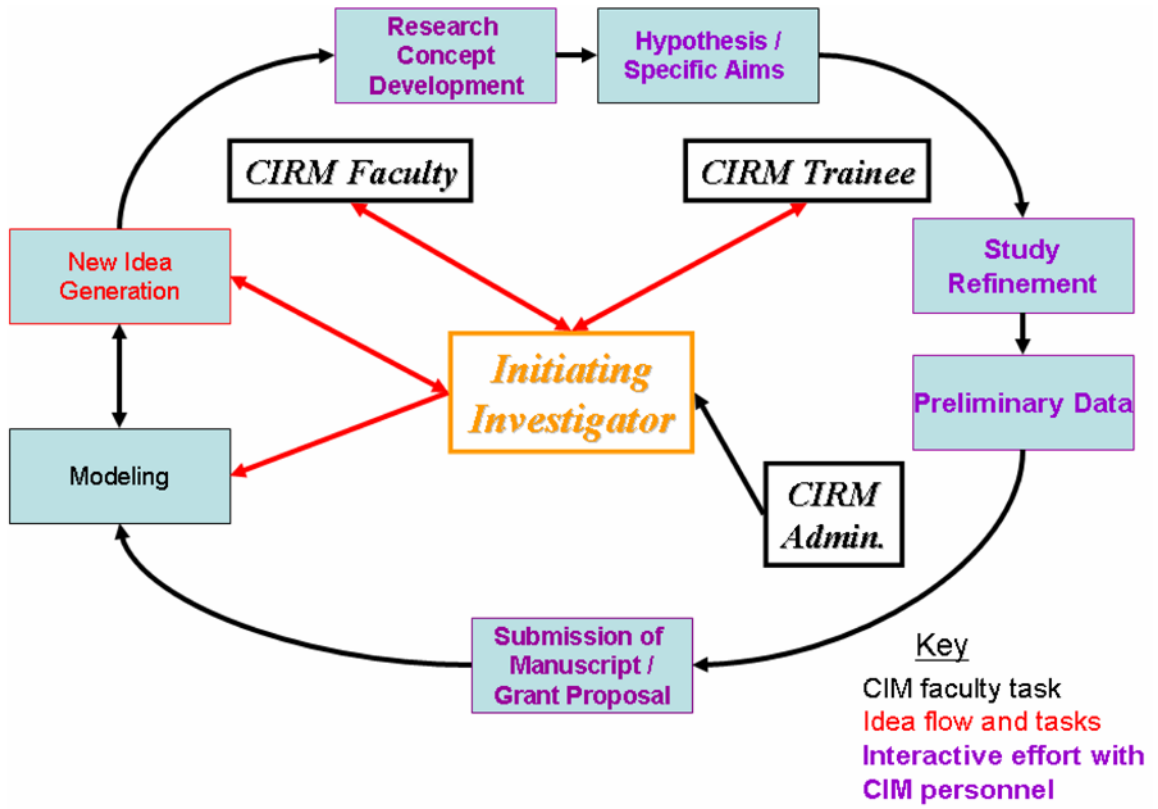 Research
Concept
Development
Hypothesis /
Specific Aims
CIRM Faculty
CIRM Trainee
New Idea
Generation
Study
Refinement
Initiating
Investigator
Preliminary Data
Modeling
CIRM
Admin.
Submission of
Manuscript /
Grant Proposal
Key
CIM faculty task
Idea flow and tasks
Interactive effort with
CIM personnel